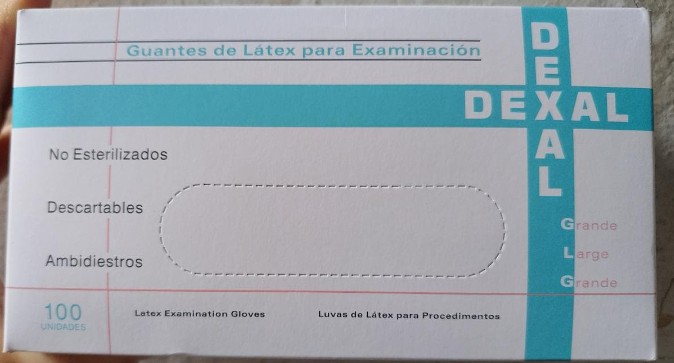 Guantes de Látex para Examinación
DEXAL
DEXAL
No Esterilizados
Descartables
Ambidiestros
Grande
Large
Grande
100
UNIDADES
Latex Examination Gloves
Luvas de Látex para Procedimentos